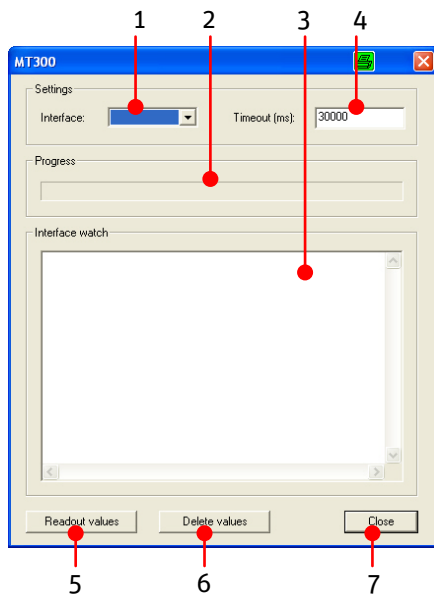 1 2 3 4
MT300
Settings
Interface: Timeout (ms): 30000
Progress
Interface watch
Readout values Delete values Close
5 6 7